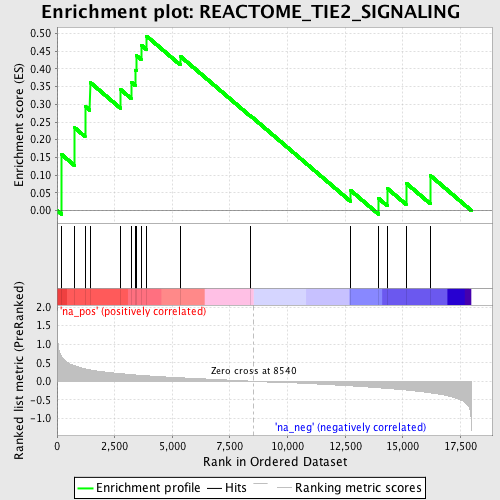 Enrichment plot: REACTOME_TIE2_SIGNALING
Enrichment score (ES)
0.50
0.45
0.40
0.35
0.30
0.25
0.20
0.15
0.10
0.05
0.00
Ranked list metric (PreRanked)
2.0
1.5
1.0
0.5
0.0
-0.5
-1.0
'na_pos' (positively correlated)
Zero cross at 8540
'na_neg' (negatively correlated)
0 2,500 5,000 7,500 10,000 12,500 15,000 17,500
Rank in Ordered Dataset
Enrichment profile Hits Ranking metric scores